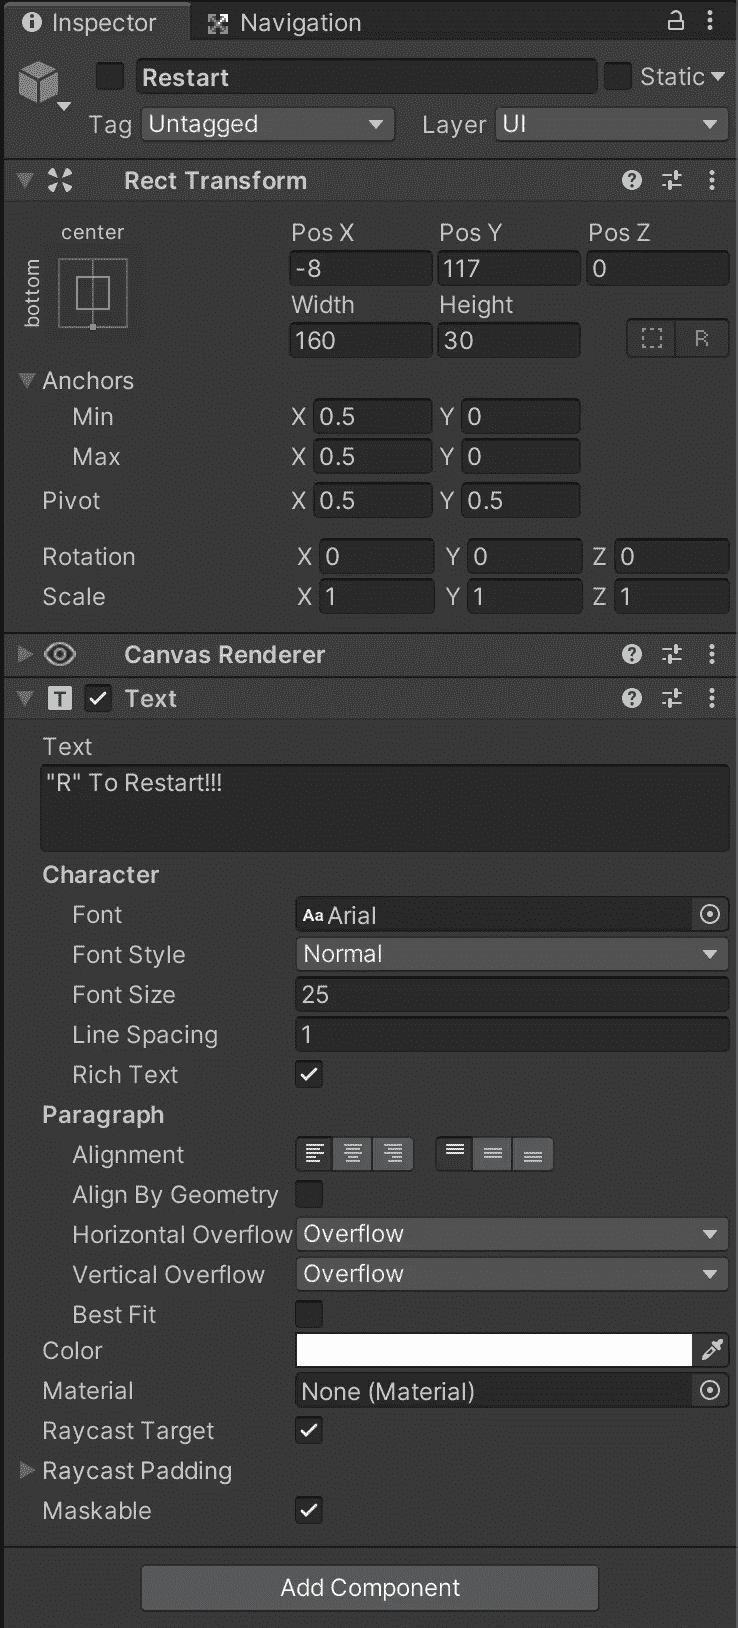 Inspector Navigation
Restart Static
Tag Untagged Layer UI
Rect Transform
center
bottom
Pos X Pos Y Pos Z
-8 117 0
Width Height
160 30
R
Anchors
Min X 0.5 Y 0
Max X 0.5 Y 0
Pivot X 0.5 Y 0.5
Rotation X 0 Y 0 Z 0
Scale X 1 Y 1 Z 1
Canvas Renderer
T Text
Text
"R" To Restart!!!
Character
Font Aa Arial
Font Style Normal
Font Size 25
Line Spacing 1
Rich Text
Paragraph
Alignment
Align By Geometry
Horizontal Overflow Overflow
Vertical Overflow Overflow
Best Fit
Color
Material None (Material)
Raycast Target
Raycast Padding
Maskable
Add Component